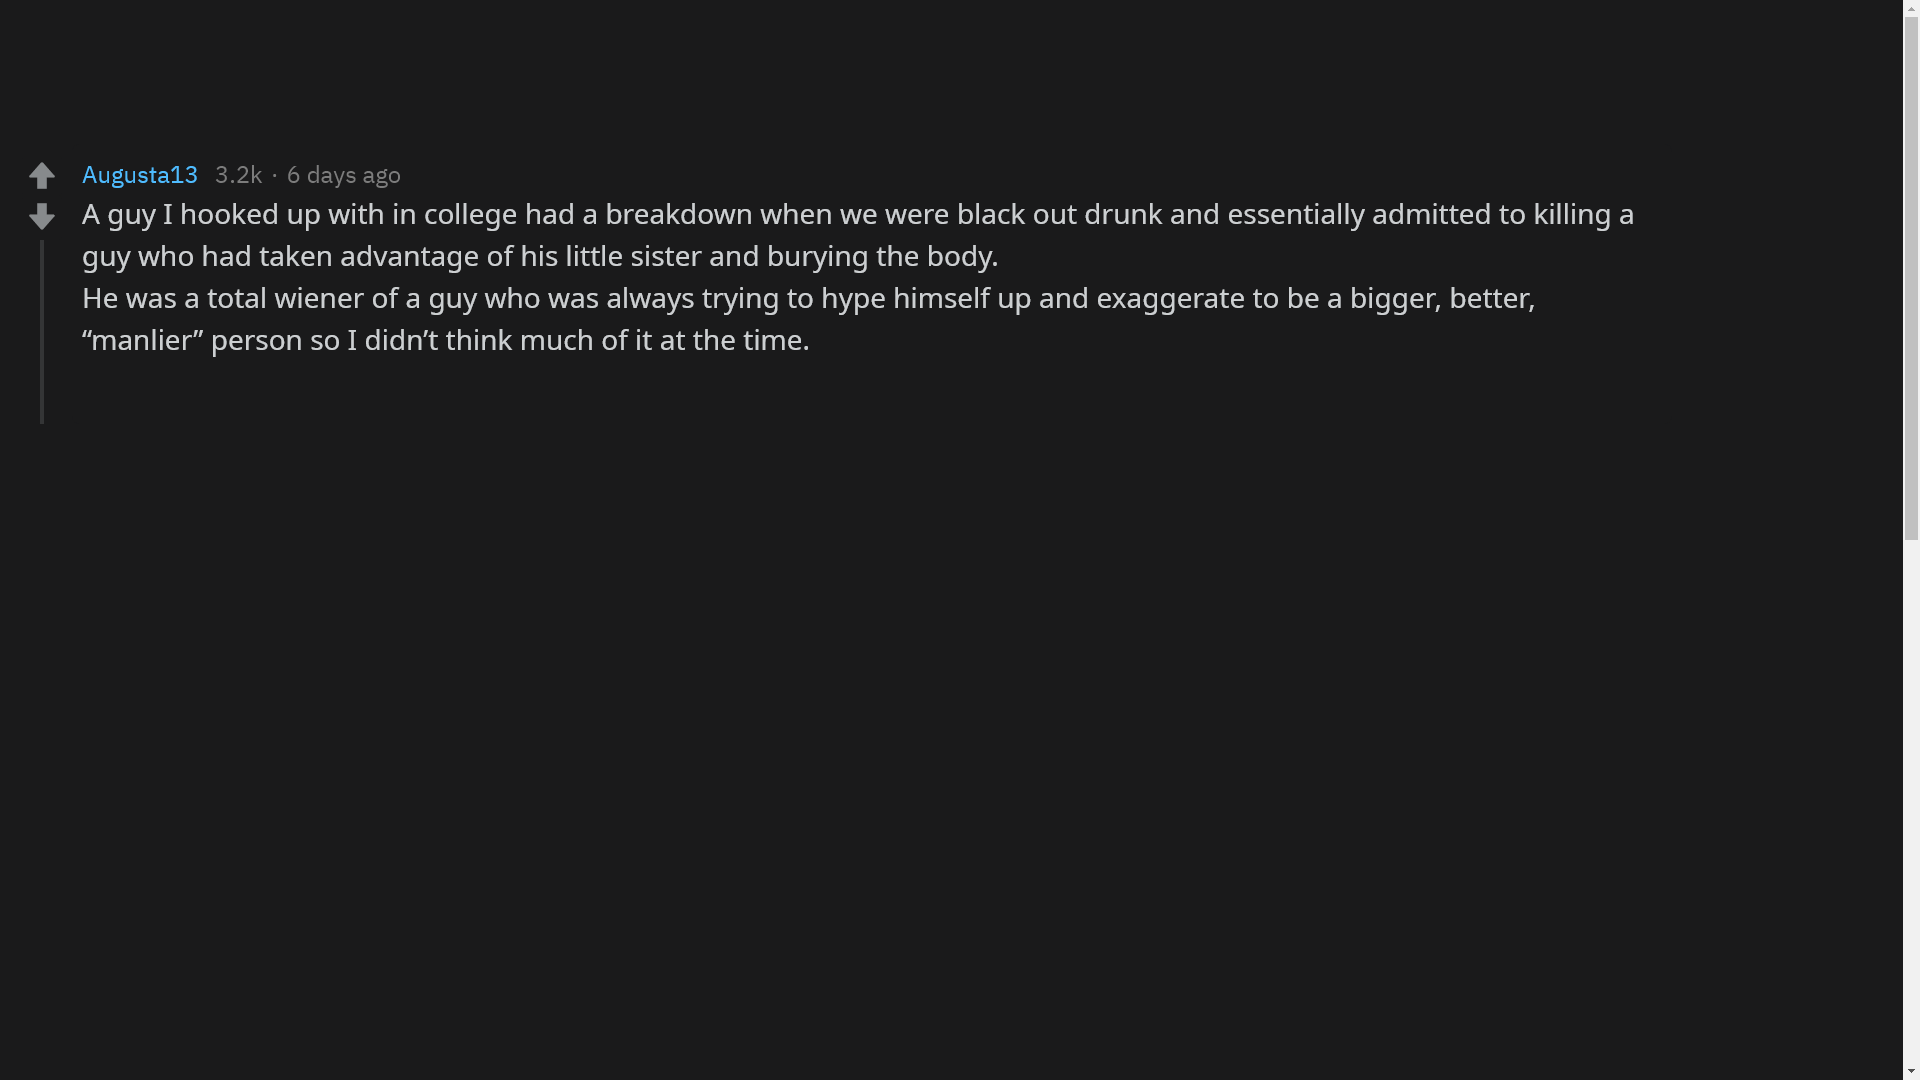 Augusta13 3.2k · 6 days ago
A guy I hooked up with in college had a breakdown when we were black out drunk and essentially admitted to killing a
guy who had taken advantage of his little sister and burying the body.
He was a total wiener of a guy who was always trying to hype himself up and exaggerate to be a bigger, better,
“manlier” person so I didn’t think much of it at the time.